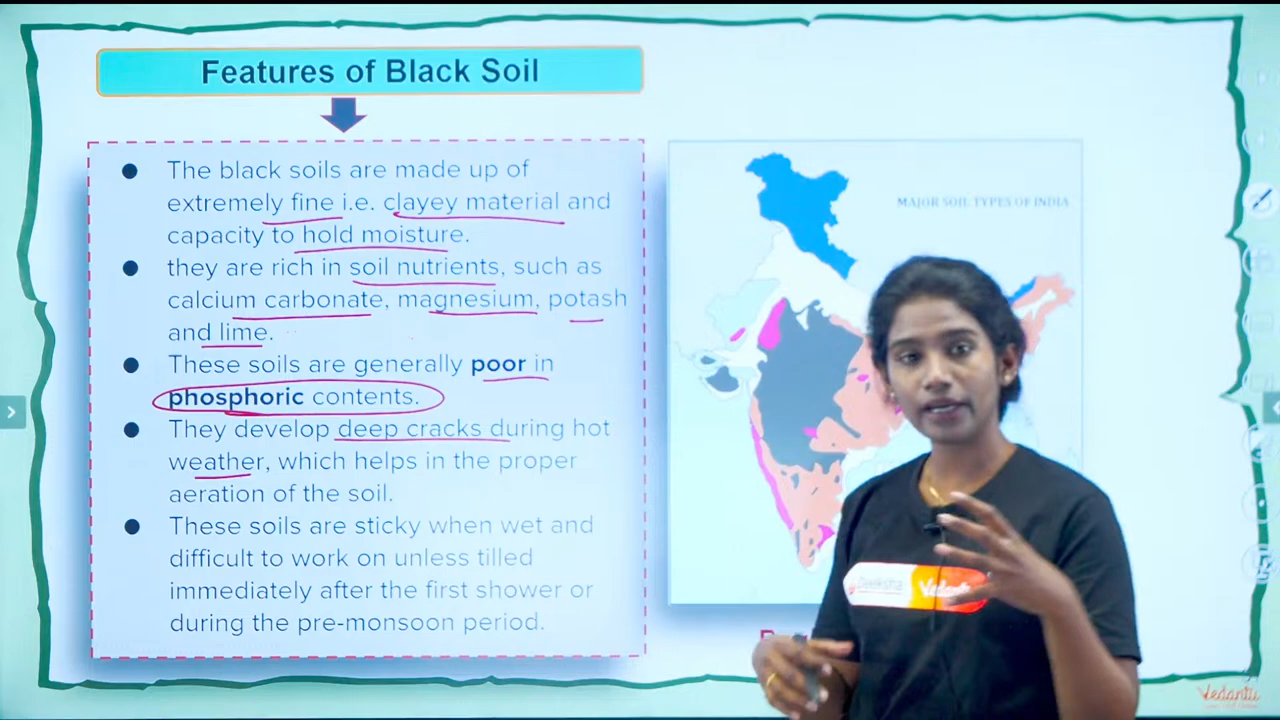 Features of Black Soil
The black soils are made up of
extremely fine i.e. clayey material and
capacity to hold moisture.
they are rich in soil nutrients, such as
calcium carbonate, magnesium, potash
and lime.
These soils are generally poor in
phosphoric contents.
They develop deep cracks during hot
weather, which helps in the proper
aeration of the soil.
These soils are sticky when wet and
difficult to work on unless tilled
immediately after the first shower or
during the pre-monsoon period.
MAJOR SOIL TYPES OF INDIA
Vedantu
Vedantu